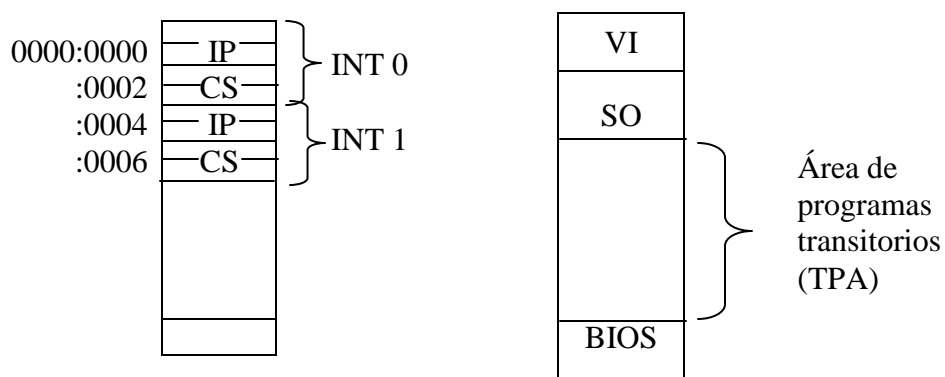 0000:0000
IP
INT 0
:0002
CS
:0004
IP
INT 1
:0006
CS
VI
SO
Área de
programas
transitorios
(TPA)
BIOS